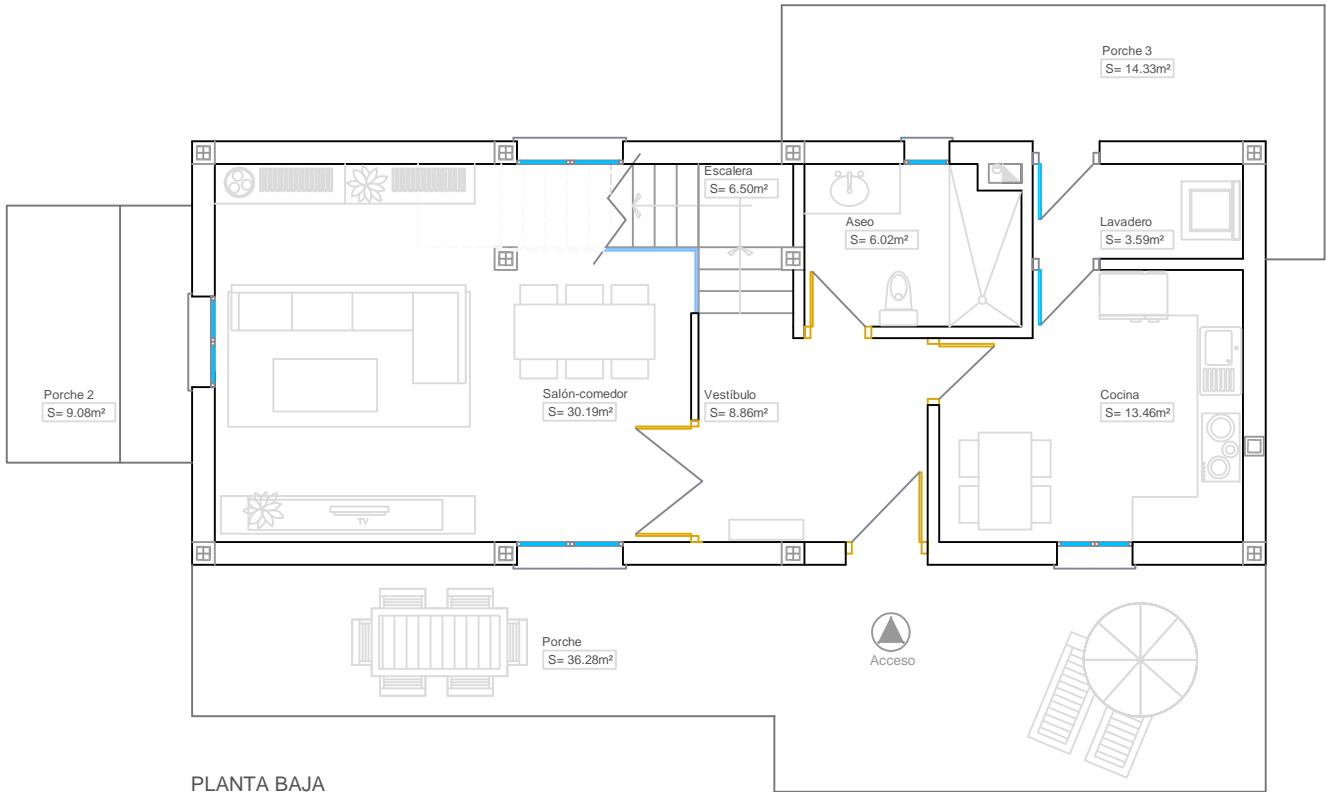 Porche 3
S= 14.33m²
Escalera
S= 6.50m²
Aseo
S= 6.02m²
Lavadero
S= 3.59m²
Porche 2
S= 9.08m²
Salón-comedor
S= 30.19m²
Vestíbulo
S= 8.86m²
Cocina
S= 13.46m²
TV
Porche
S= 36.28m²
Acceso
PLANTA BAJA